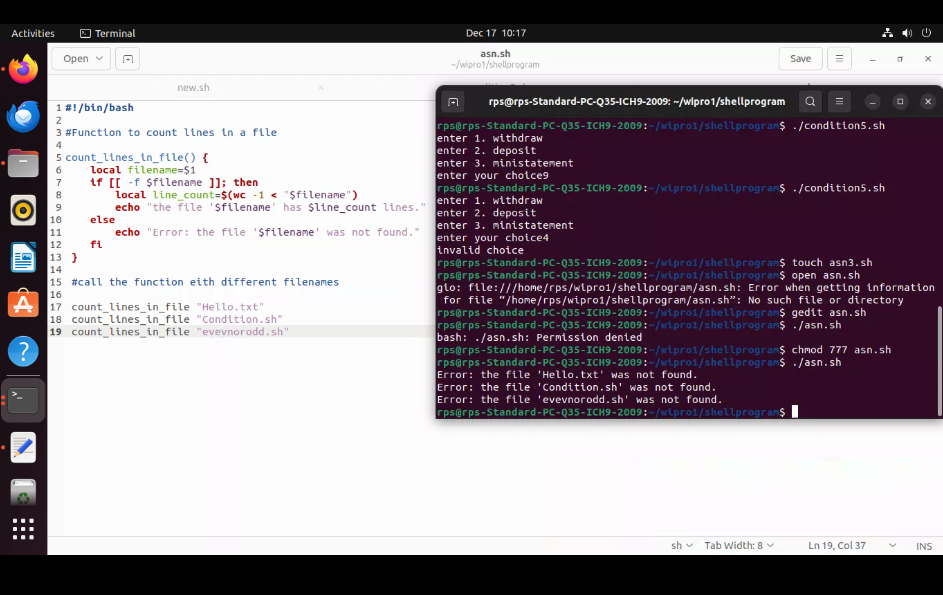 Activities
Terminal
Dec 17 10:17
Open
asn.sh
~/wipro1/shellprogram
Save
new.sh
1 #!/bin/bash
2
3 #Function to count lines in a file
4
5 count_lines_in_file() {
6 local filename=$1
7 if [[ -f $filename ]]; then
8 local line_count=$(wc -1 < "$filename")
9 echo "the file '$filename' has $line_count lines."
10 else
11 echo "Error: the file '$filename' was not found."
12 fi
13 }
14
15 #call the function eith different filenames
16
17 count_lines_in_file "Hello.txt"
18 count_lines_in_file "Condition.sh"
19 count_lines_in_file "evevnorodd.sh"
rps@rps-Standard-PC-Q35-ICH9-2009: ~/wipro1/shellprogram
rps@rps-Standard-PC-Q35-ICH9-2009:~/wipro1/shellprogram$ ./condition5.sh
enter 1. withdraw
enter 2. deposit
enter 3. ministatement
enter your choice9
rps@rps-Standard-PC-Q35-ICH9-2009:~/wipro1/shellprogram$ ./condition5.sh
enter 1. withdraw
enter 2. deposit
enter 3. ministatement
enter your choice4
invalid choice
rps@rps-Standard-PC-Q35-ICH9-2009:~/wipro1/shellprogram$ touch asn3.sh
rps@rps-Standard-PC-Q35-ICH9-2009:~/wipro1/shellprogram$ open asn.sh
gio: file:///home/rps/wipro1/shellprogram/asn.sh: Error when getting information
for file “/home/rps/wipro1/shellprogram/asn.sh”: No such file or directory
rps@rps-Standard-PC-Q35-ICH9-2009:~/wipro1/shellprogram$ gedit asn.sh
rps@rps-Standard-PC-Q35-ICH9-2009:~/wipro1/shellprogram$ ./asn.sh
bash: ./asn.sh: Permission denied
rps@rps-Standard-PC-Q35-ICH9-2009:~/wipro1/shellprogram$ chmod 777 asn.sh
rps@rps-Standard-PC-Q35-ICH9-2009:~/wipro1/shellprogram$ ./asn.sh
Error: the file 'Hello.txt' was not found.
Error: the file 'Condition.sh' was not found.
Error: the file 'evevnorodd.sh' was not found.
rps@rps-Standard-PC-Q35-ICH9-2009:~/wipro1/shellprogram$
sh
Tab Width: 8
Ln 19, Col 37
INS